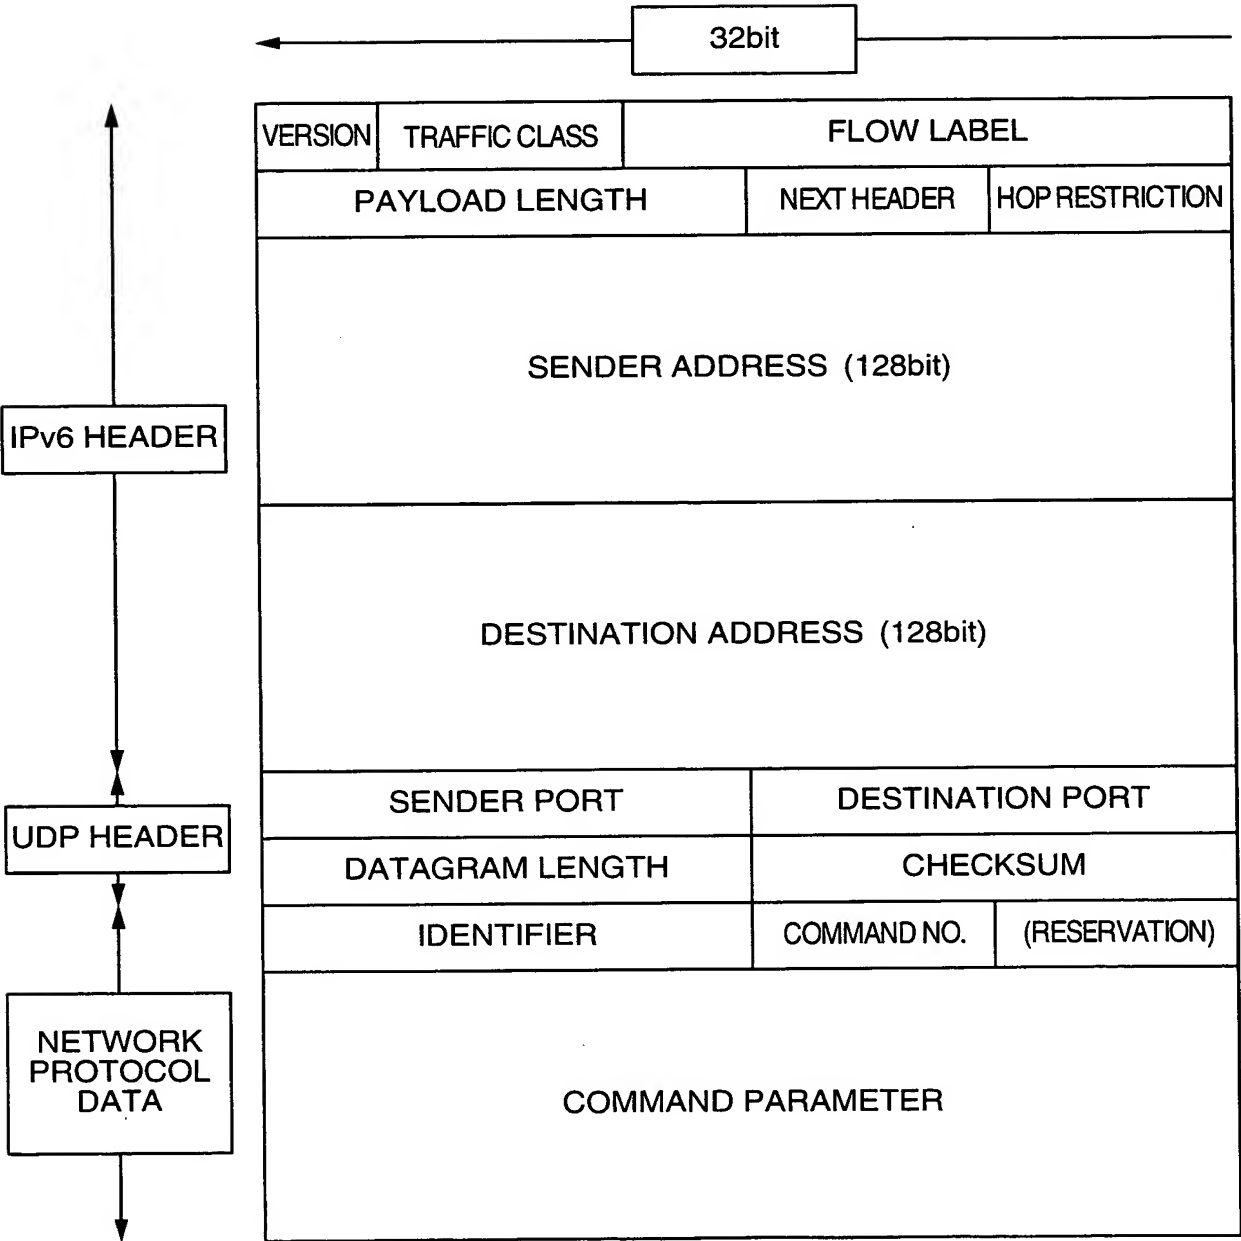 32bit
VERSION
TRAFFIC CLASS
FLOW LABEL
PAYLOAD LENGTH
NEXT HEADER
HOP RESTRICTION
SENDER ADDRESS (128bit)
IPv6 HEADER
DESTINATION ADDRESS (128bit)
SENDER PORT
DESTINATION PORT
UDP HEADER
DATAGRAM LENGTH
CHECKSUM
IDENTIFIER
COMMAND NO.
(RESERVATION)
NETWORK
PROTOCOL
DATA
COMMAND PARAMETER